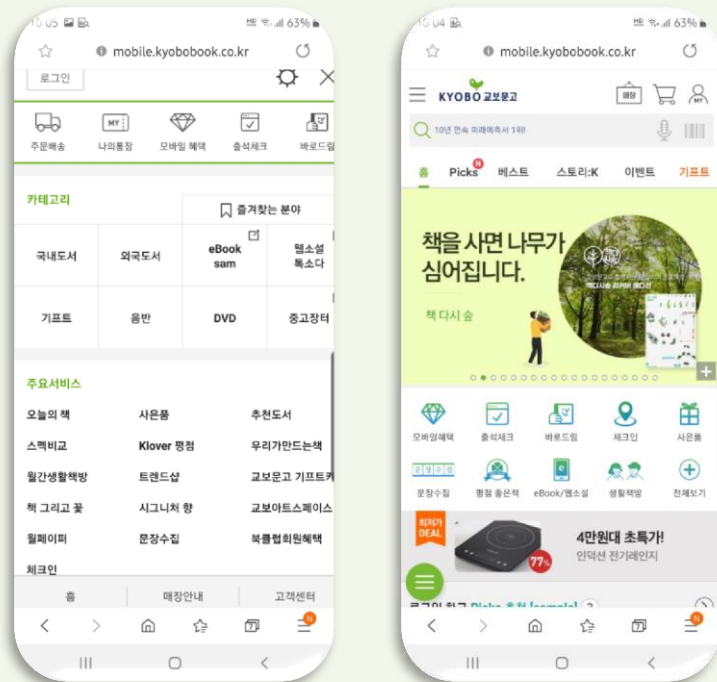 10:05
63%
mobile.kyobobook.co.kr
로그인
MY
주문배송 나의통장 모바일 혜택 출석체크 바로드림
카테고리
즐겨찾는 분야
국내도서 외국도서 eBook 웹소설
sam 톡소다
기프트 음반 DVD 중고장터
주요서비스
오늘의 책 사은품 추천도서
스펙비교 Klover 평점 우리가만드는책
월간생활책방 트렌드샵 교보문고 기프트카
책 그리고 꽃 시그니처 향 교보아트스페이스
월페이퍼 문장수집 북클럽회원혜택
체크인
홈 매장안내 고객센터
7
N
10:04
63%
mobile.kyobobook.co.kr
KYOBO 교보문고
매장
MY
10년 연속 미래예측서 1위!
홈 Picks N 베스트 스토리:K 이벤트 기프트
책을 사면 나무가
심어집니다.
책 다시 숲
모바일혜택 출석체크 바로드림 체크인 사은품
문장수집
문장수집 평점 좋은책 eBook/웹소설 생활책방 전체보기
최저가
DEAL
77%
4만원대 초특가!
인덕션 전기레인지
7
N